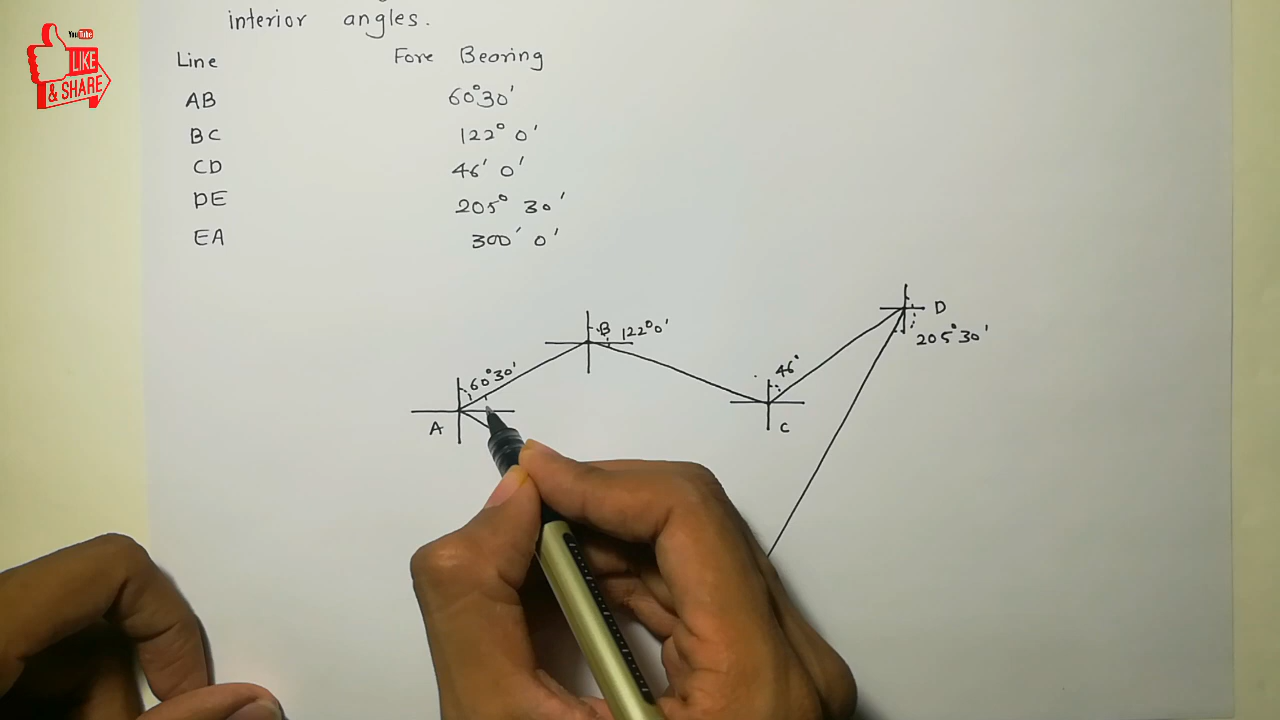 interior angles.
Line Fore Bearing
AB 60°30'
BC 122° 0'
CD 46' 0'
DE 205° 30'
EA 300' 0'
YouTube
LIKE
& SHARE
D
205°30'
B 122°0'
46°
60°30'
A
C